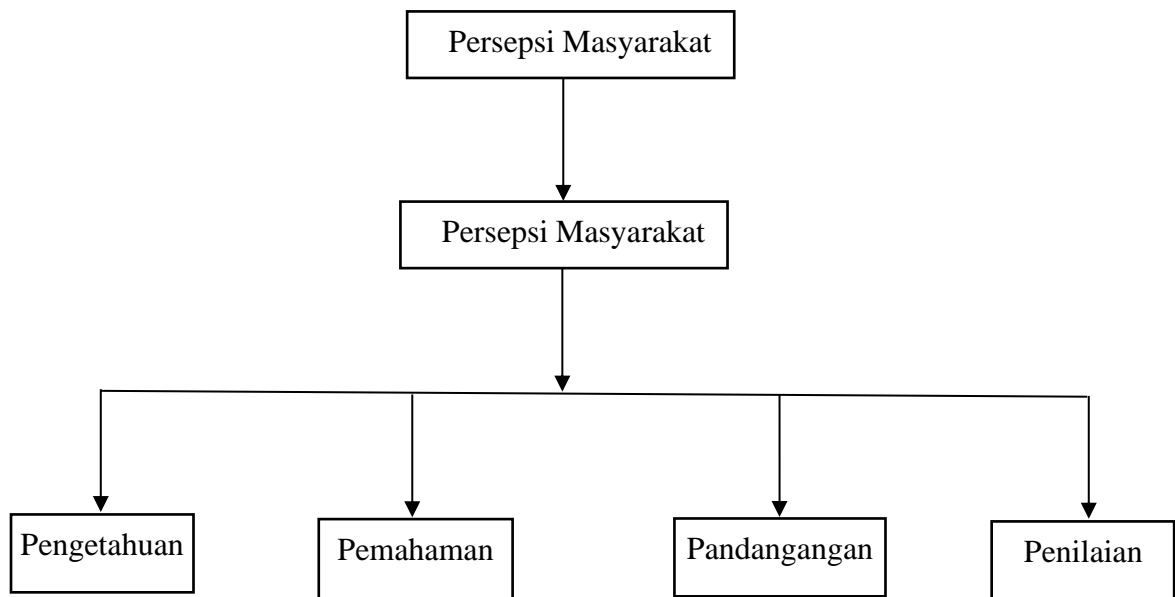 Persepsi Masyarakat
Persepsi Masyarakat
Pengetahuan
Pemahaman
Pandangangan
Penilaian